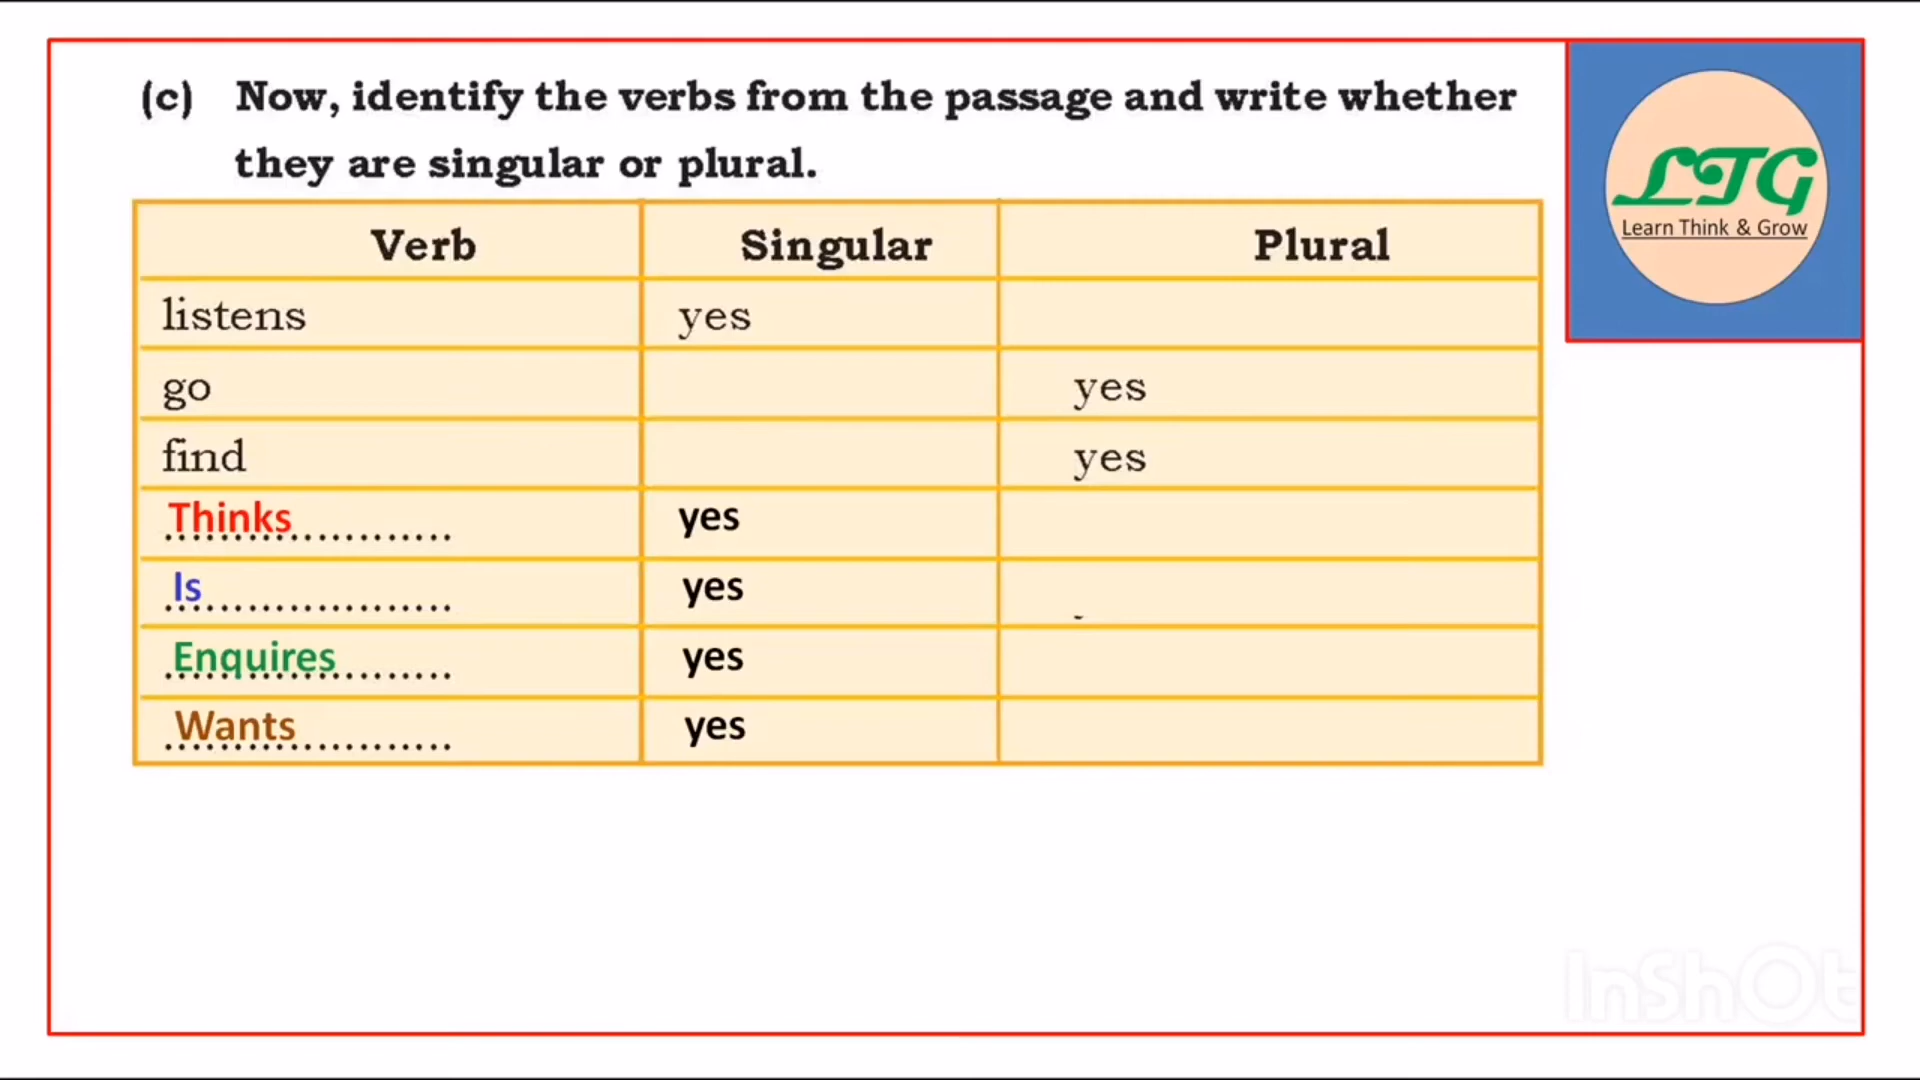 (c) Now, identify the verbs from the passage and write whether
they are singular or plural.
LTG
Learn Think & Grow
Verb Singular Plural
listens yes
go yes
find yes
Thinks.................... yes
Is.................... yes
Enquires.................... yes
Wants.................... yes
InShOt